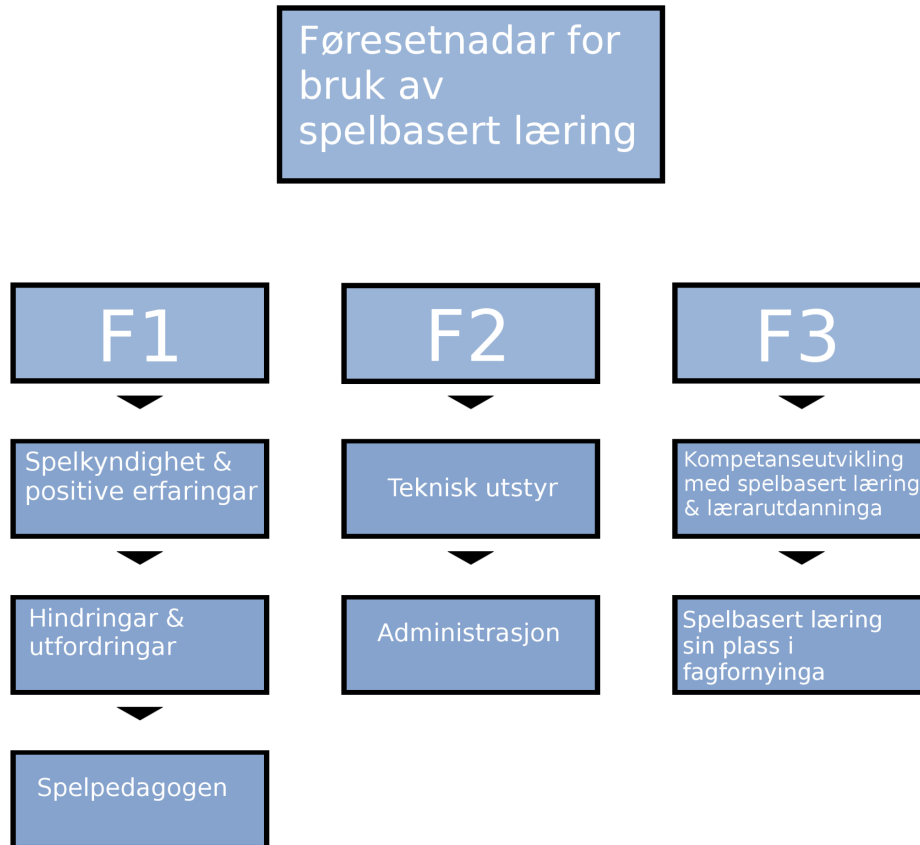 Føresetnadar for
bruk av
spelbasert læring
F1
F2
F3
Spelkyndighet &
positive erfaringar
Teknisk utstyr
Kompetanseutvikling
med spelbasert læring
& lærarutdanninga
Hindringar &
utfordringar
Administrasjon
Spelbasert læring
sin plass i
fagfornyinga
Spelpedagogen